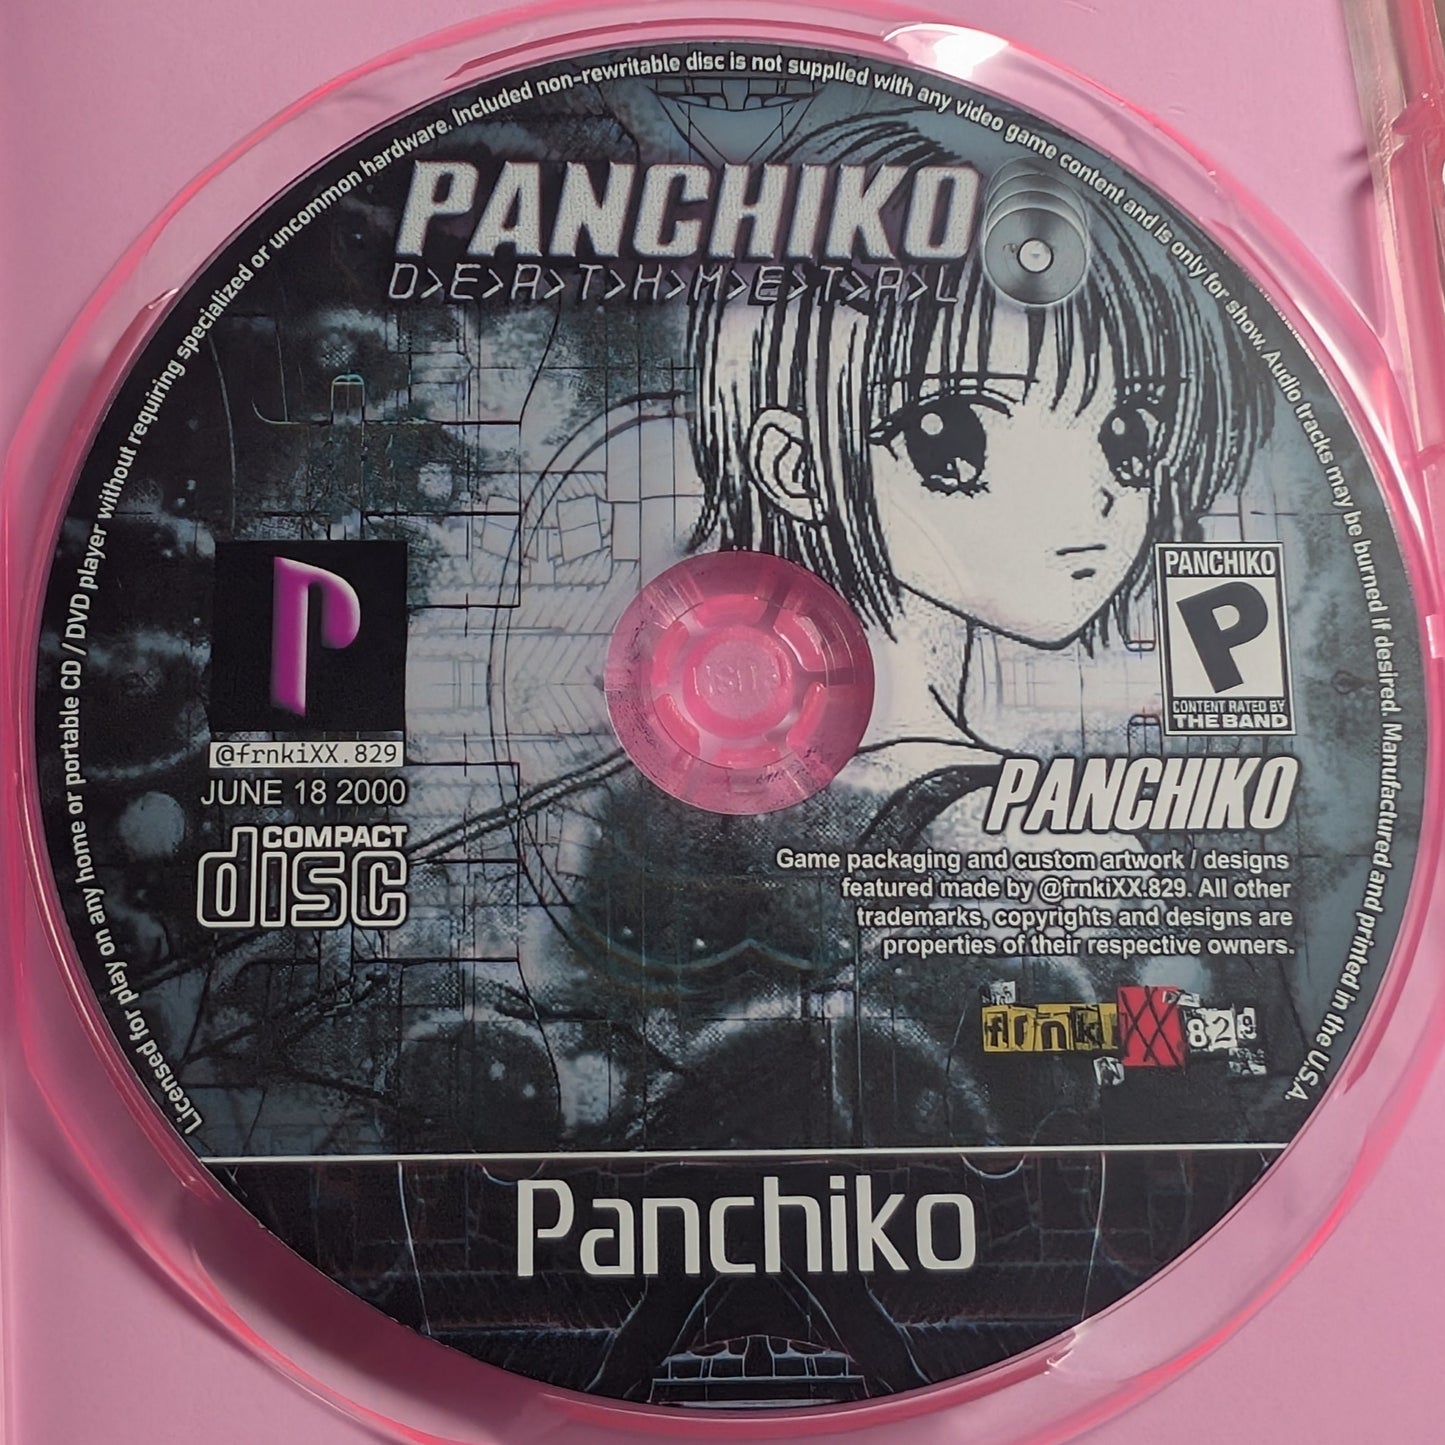 Licensed for play on any home or portable CD / DVD player without requiring specialized or uncommon hardware. Included non-rewritable disc is not supplied with any video game content and is only for show. Audio tracks may be burned if desired. Manufactured and printed in the U.S.A.
PANCHIKO
D>E>A>T>H>M>E>T>A>L
P
@frnkiXX.829
JUNE 18 2000
COMPACT
disc
PANCHIKO
P
CONTENT RATED BY
THE BAND
PANCHIKO
Game packaging and custom artwork / designs
featured made by @frnkiXX.829. All other
trademarks, copyrights and designs are
properties of their respective owners.
frnkiXX829
Panchiko